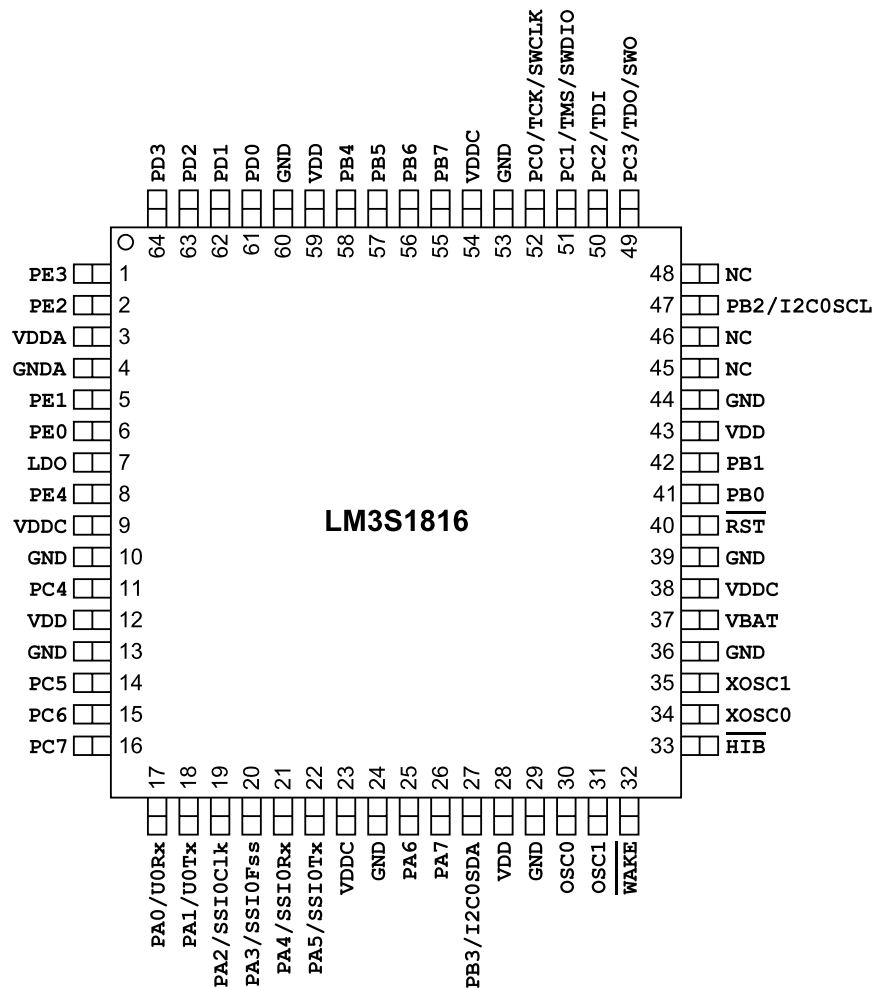 PD3 PD2 PD1 PD0 GND VDD PB4 PB5 PB6 PB7 VDDC GND PC0/TCK/SWCLK PC1/TMS/SWDIO PC2/TDI PC3/TDO/SWO
64 63 62 61 60 59 58 57 56 55 54 53 52 51 50 49
PE3 1 48 NC
PE2 2 47 PB2/I2C0SCL
VDDA 3 46 NC
GNDA 4 45 NC
PE1 5 44 GND
PE0 6 43 VDD
LDO 7 42 PB1
PE4 8 41 PB0
LM3S1816
VDDC 9 40 RST
GND 10 39 GND
PC4 11 38 VDDC
VDD 12 37 VBAT
GND 13 36 GND
PC5 14 35 XOSC1
PC6 15 34 XOSC0
PC7 16 33 HIB
17 18 19 20 21 22 23 24 25 26 27 28 29 30 31 32
PA0/U0Rx PA1/U0Tx PA2/SSI0Clk PA3/SSI0Fss PA4/SSI0Rx PA5/SSI0Tx VDDC GND PA6 PA7 PB3/I2C0SDA VDD GND OSC0 OSC1 WAKE